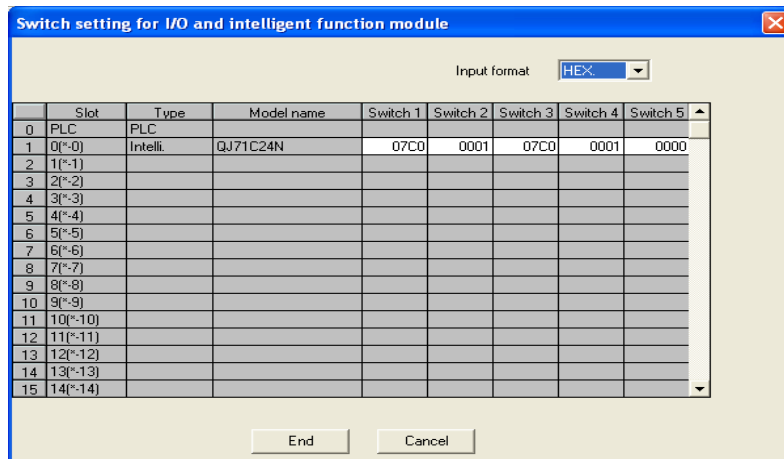 Switch setting for I/O and intelligent function module
Input format HEX.
Slot Type Model name Switch 1 Switch 2 Switch 3 Switch 4 Switch 5
0 PLC PLC
1 0(*-0) Intelli. QJ71C24N 07C0 0001 07C0 0001 0000
2 1(*-1)
3 2(*-2)
4 3(*-3)
5 4(*-4)
6 5(*-5)
7 6(*-6)
8 7(*-7)
9 8(*-8)
10 9(*-9)
11 10(*-10)
12 11(*-11)
13 12(*-12)
14 13(*-13)
15 14(*-14)
End Cancel